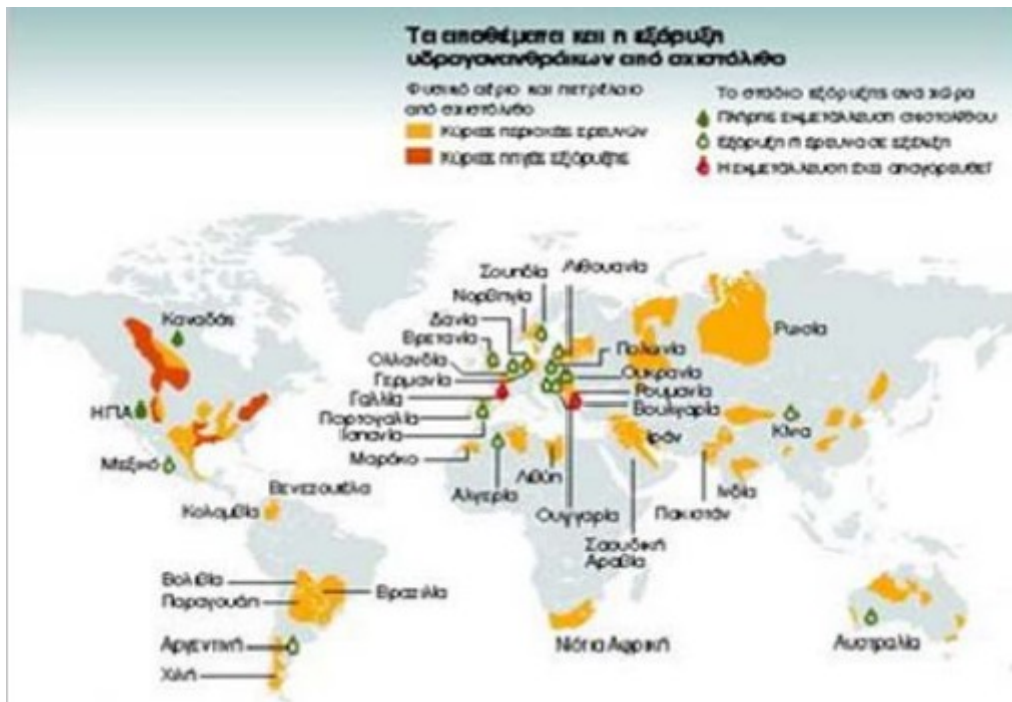 Τα αποθέματα και η εξόρυξη
υδρογονανθράκων από σχιστόλιθο
Φυσικό αέριο και πετρέλαιο
από σχιστόλιθο
Κύριες περιοχές ερευνών
Κύριες πηγές εξόρυξης
Το στάδιο εξόρυξης ανά χώρα
Πλήρης εκμετάλλευση σχιστολίθου
Εξόρυξη ή έρευνα σε εξέλιξη
Η εκμετάλλευση έχει απαγορευθεί
Καναδάς
ΗΠΑ
Μεξικό
Βενεζουέλα
Κολομβία
Βολιβία
Παραγουάη
Βραζιλία
Αργεντινή
Χιλή
Σουηδία
Λιθουανία
Νορβηγία
Δανία
Βρετανία
Ολλανδία
Γερμανία
Γαλλία
Πορτογαλία
Ισπανία
Μαρόκο
Πολωνία
Ουκρανία
Ρουμανία
Βουλγαρία
Αλγερία
Λιβύη
Ουγγαρία
Σαουδική
Αραβία
Ιράν
Πακιστάν
Ινδία
Κίνα
Ρωσία
Νότια Αφρική
Αυστραλία